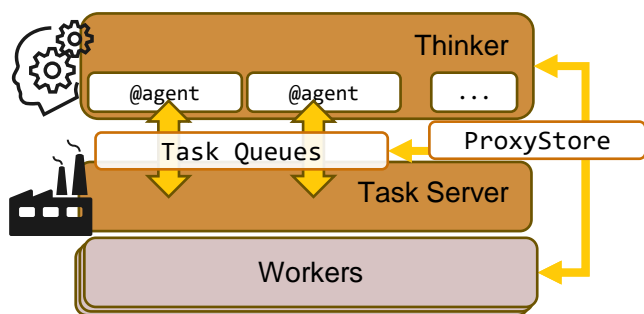 Thinker
@agent
@agent
...
Task Queues
ProxyStore
Task Server
Workers